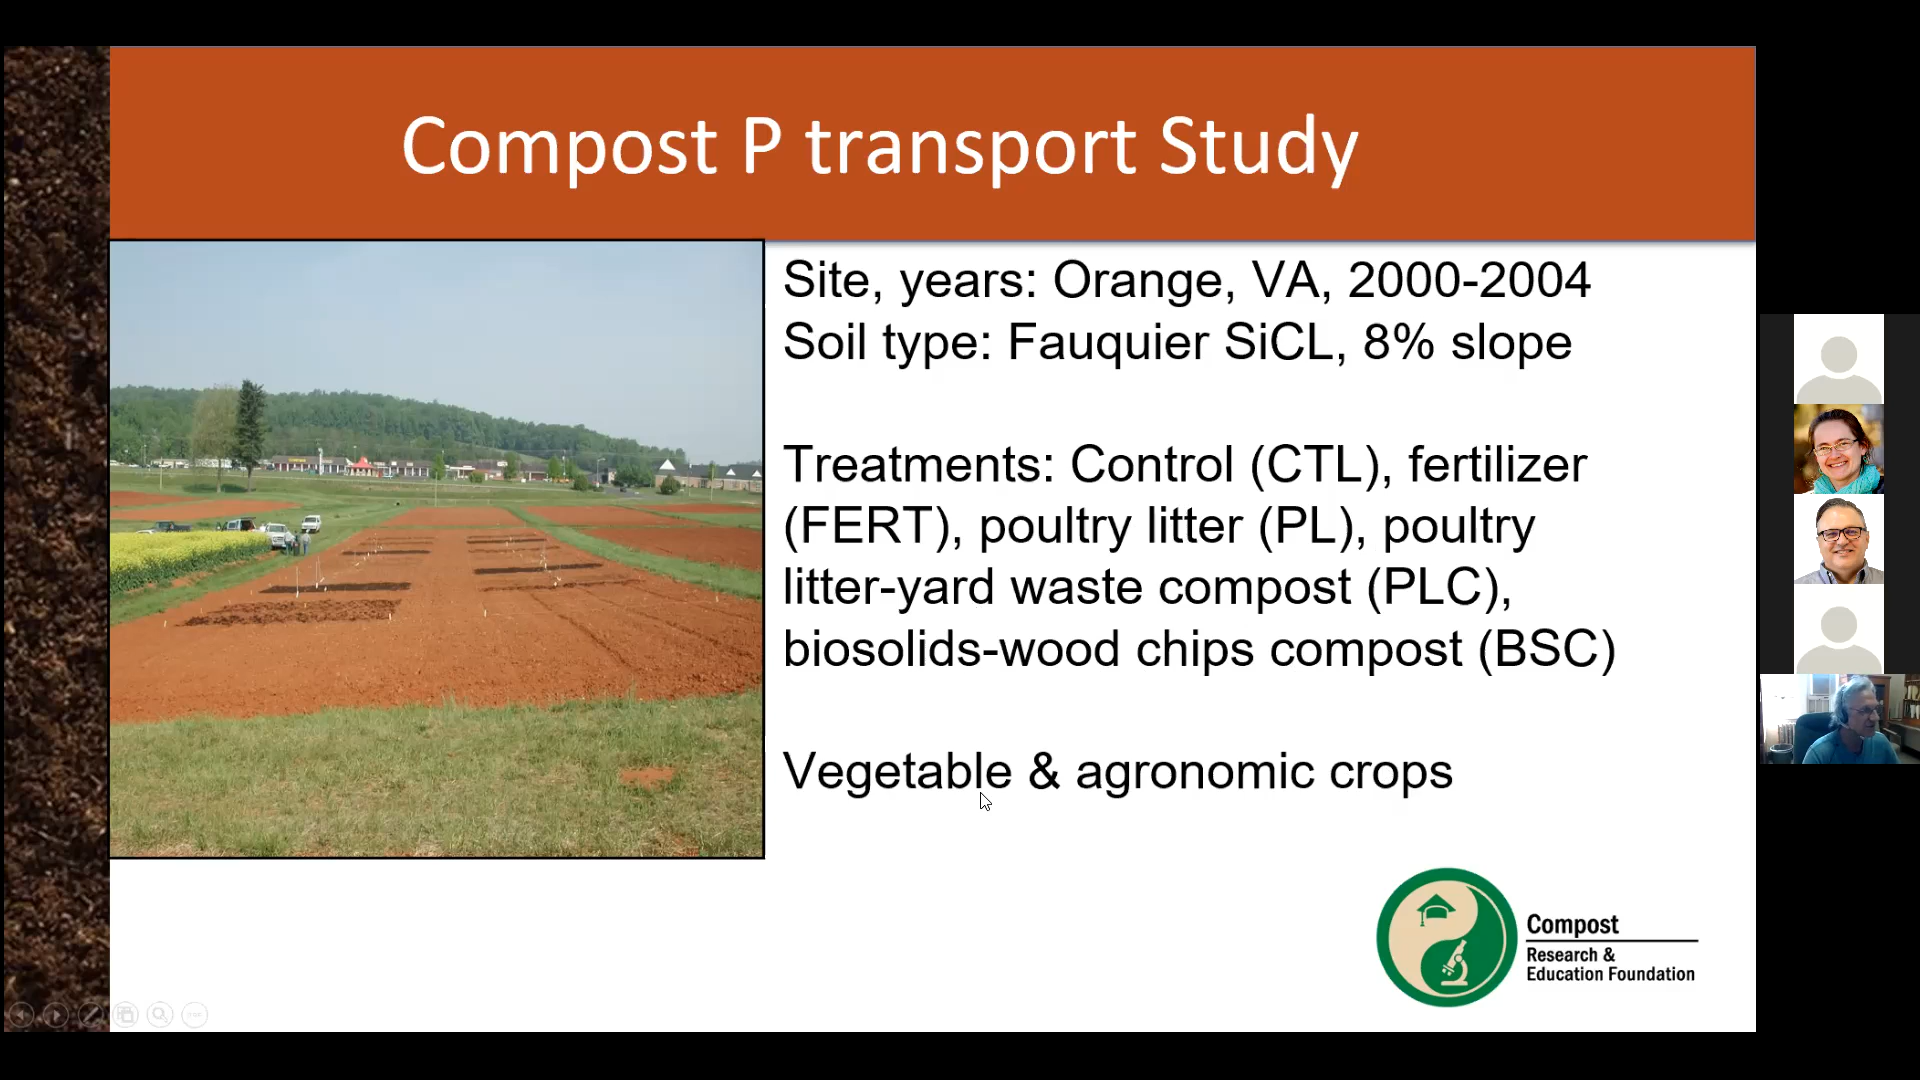 Compost P transport Study
Site, years: Orange, VA, 2000-2004
Soil type: Fauquier SiCL, 8% slope
Treatments: Control (CTL), fertilizer
(FERT), poultry litter (PL), poultry
litter-yard waste compost (PLC),
biosolids-wood chips compost (BSC)
Vegetable & agronomic crops
Compost
Research &
Education Foundation